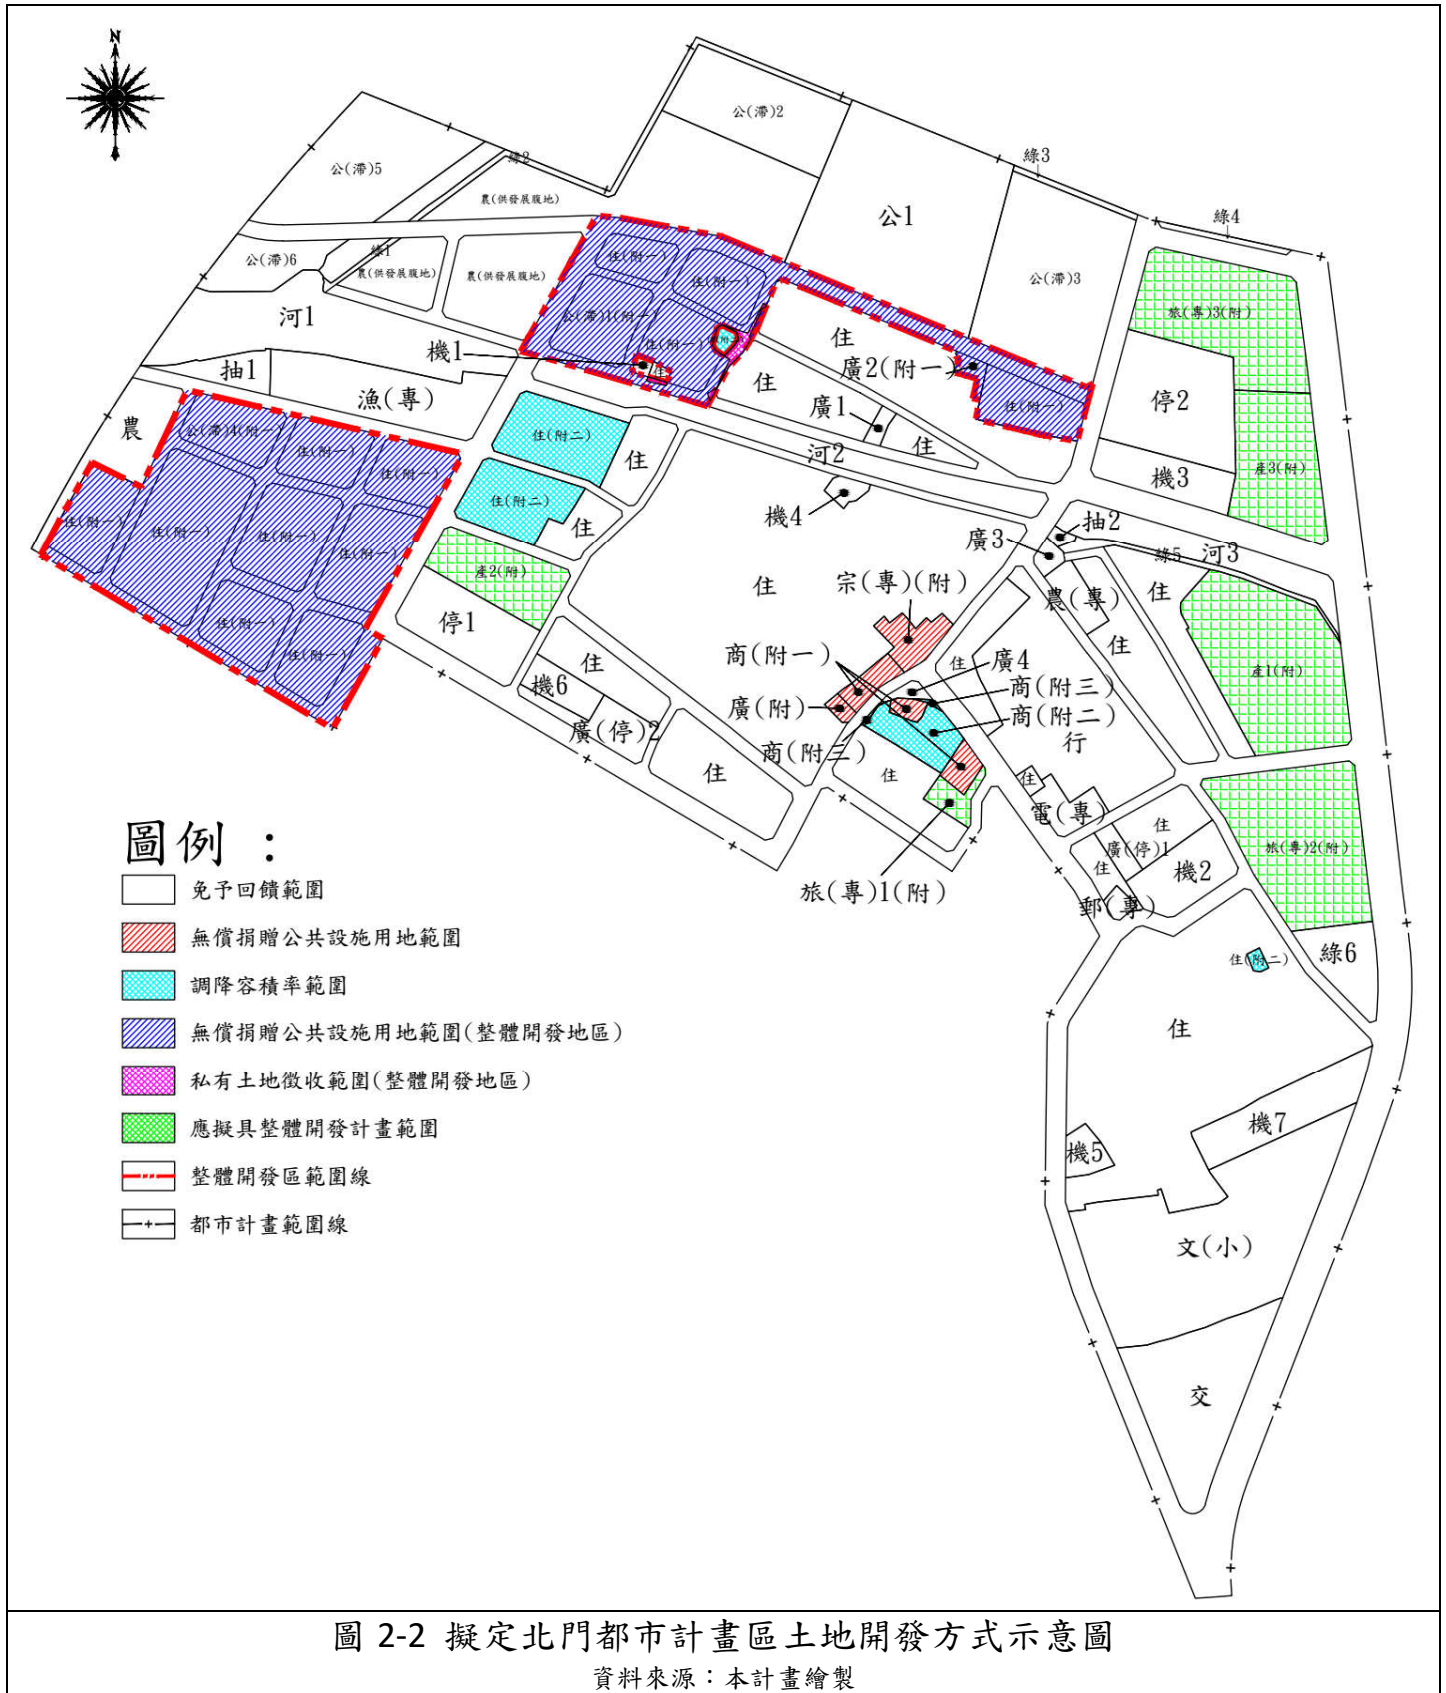 N
公(滯)2
綠3
綠2
公(滯)5
農(供發展腹地)
公1
綠4
綠1
公(滯)6
農(供發展腹地)
農(供發展腹地)
住(附一)
住(附一)
公(滯)3
河1
公(滯)1(附一)
住(附一)
旅(專)3(附)
機1
住
住
廣2(附一)
抽1
漁(專)
住
住(附一)
停2
廣1
農
公(滯)4(附一)
住(附一)
住(附一)
住(附二)
住
河2
住
機3
產3(附)
住(附二)
住
機4
住(附一)
住(附一)
住(附一)
住(附一)
抽2
廣3
綠5
河3
產2(附)
住
宗(專)(附)
農(專)
住
停1
住(附一)
住(附一)
住
商(附一)
住
廣4
住
產1(附)
機6
廣(附)
商(附三)
商(附二)
廣(停)2
商(附三)
行
住
住
住
電(專)
住
廣(停)1
旅(專)2(附)
住
機2
旅(專)1(附)
郵(專)
住(附二)
綠6
住
機7
機5
文(小)
交
圖例：
免予回饋範圍
無償捐贈公共設施用地範圍
調降容積率範圍
無償捐贈公共設施用地範圍(整體開發地區)
私有土地徵收範圍(整體開發地區)
應擬具整體開發計畫範圍
整體開發區範圍線
都市計畫範圍線
圖 2-2 擬定北門都市計畫區土地開發方式示意圖
資料來源：本計畫繪製